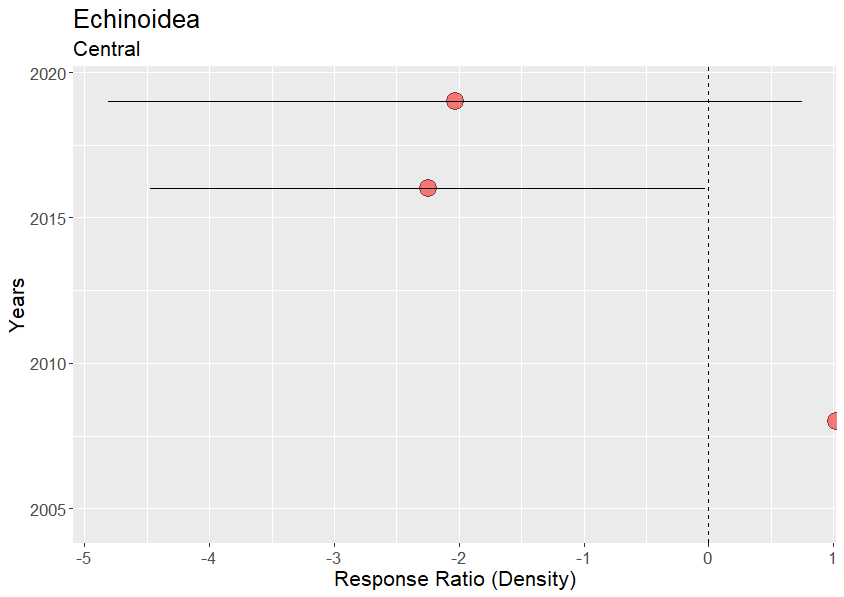 Echinoidea
Central
2020
2015
2010
2005
Years
-5 -4 -3 -2 -1 0 1
Response Ratio (Density)